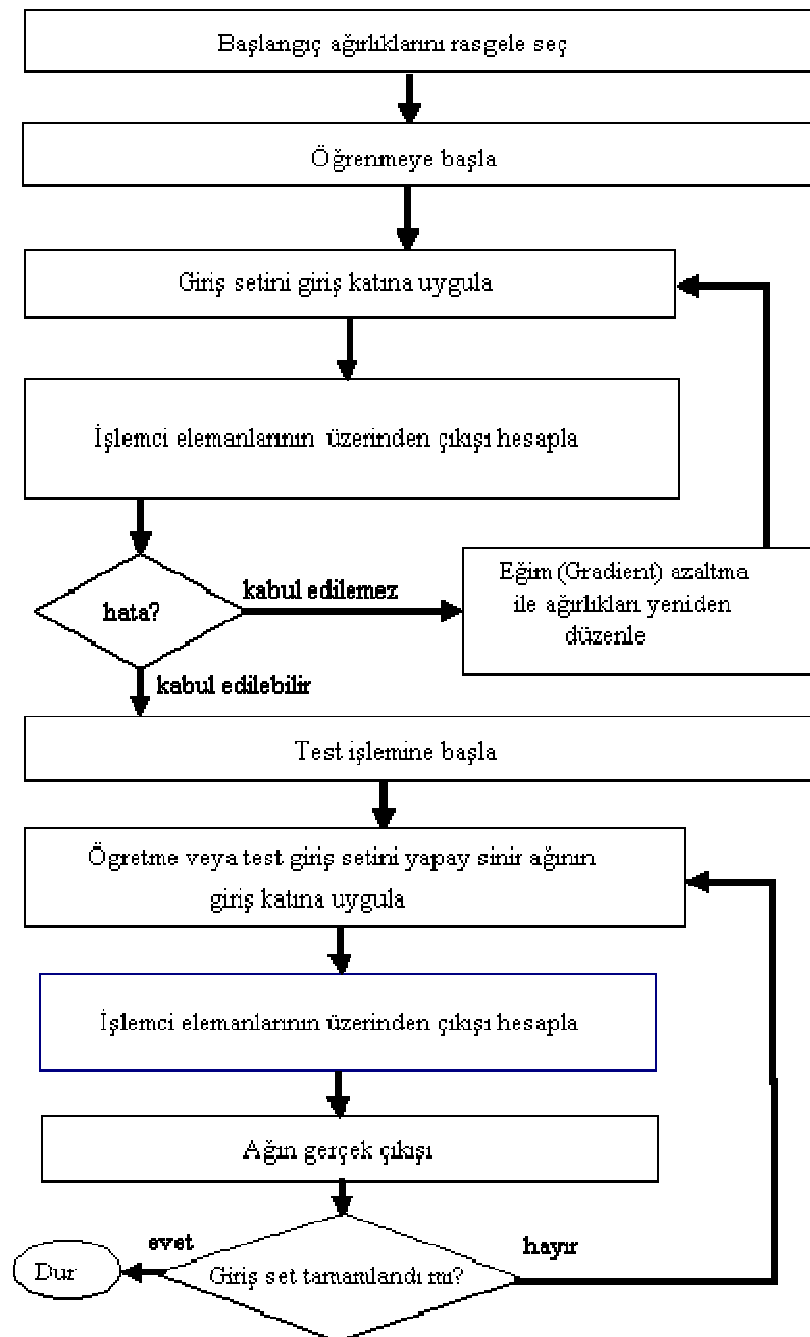 Başlangıç ağırlıklarını rasgele seç
Öğrenmeye başla
Giriş setini giriş katına uygula
İşlemci elemanlarının üzerinden çıkışı hesapla
hata?
kabul edilemez
Eğim (Gradient) azaltma
ile ağırlıkları yeniden
düzenle
kabul edilebilir
Test işlemine başla
Ögretme veya test giriş setini yapay sinir ağının
giriş katına uygula
İşlemci elemanlarının üzerinden çıkışı hesapla
Ağın gerçek çıkışı
evet
hayır
Dur
Giriş set tamamlandı mı?